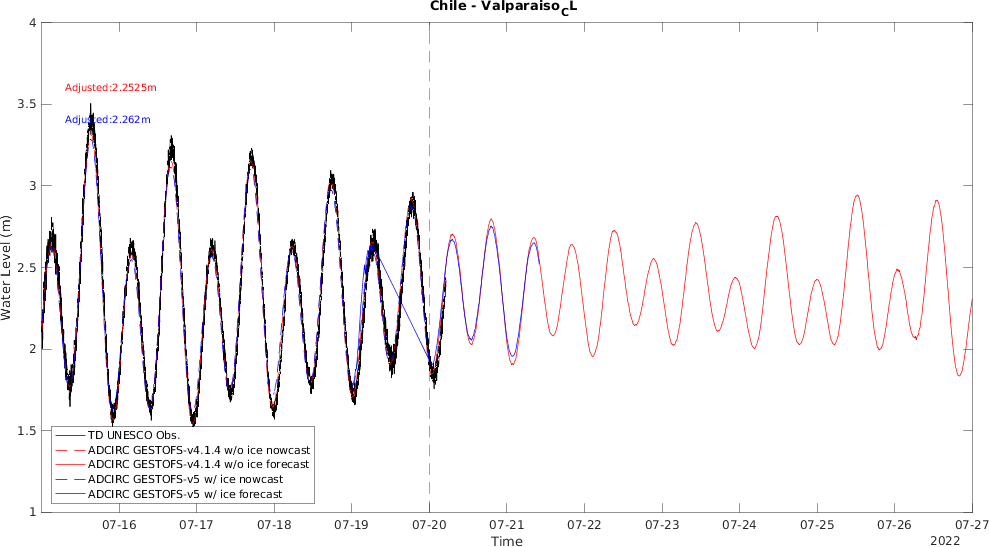 Chile - Valparaiso_CL
Water Level (m)
4
3.5
3
2.5
2
1.5
1
Adjusted:2.2525m
Adjusted:2.262m
TD UNESCO Obs.
ADCIRC GESTOFS-v4.1.4 w/o ice nowcast
ADCIRC GESTOFS-v4.1.4 w/o ice forecast
ADCIRC GESTOFS-v5 w/ ice nowcast
ADCIRC GESTOFS-v5 w/ ice forecast
07-16 07-17 07-18 07-19 07-20 07-21 07-22 07-23 07-24 07-25 07-26 07-27
Time
2022